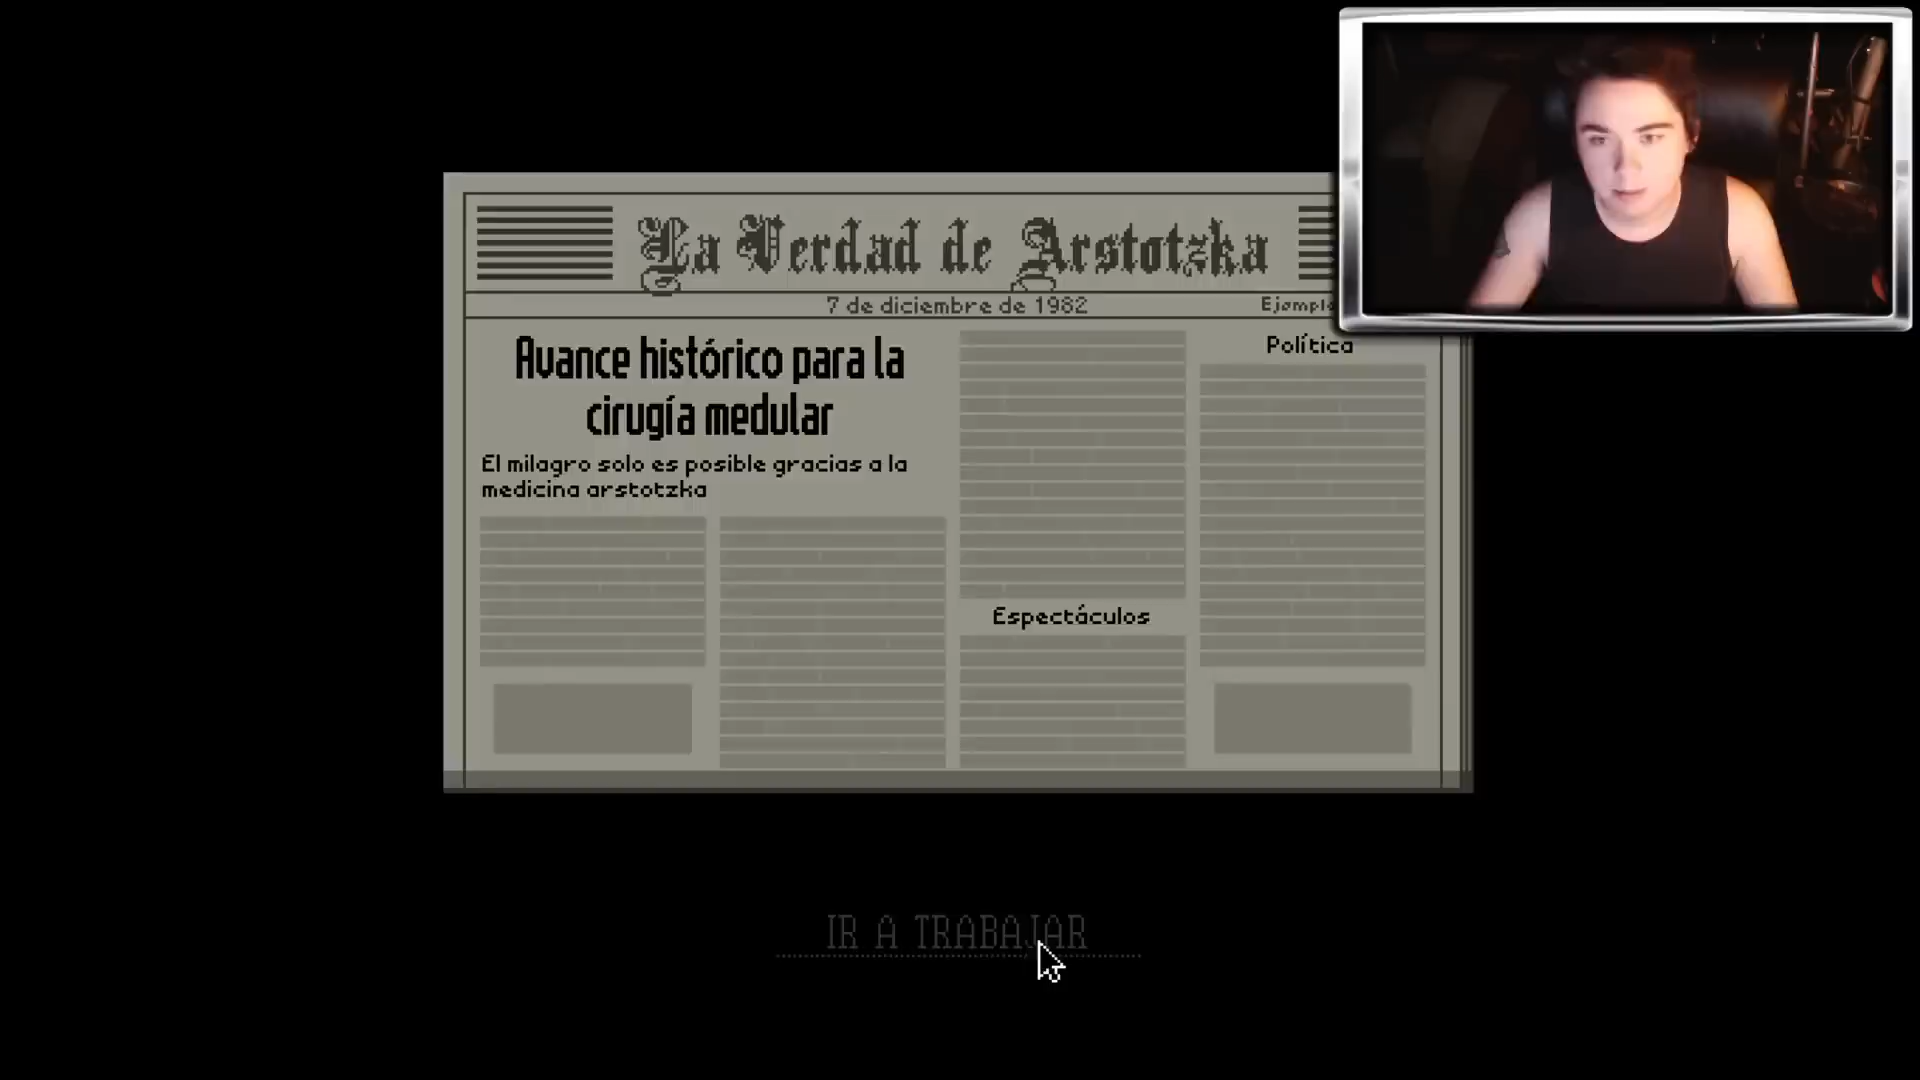 La Verdad de Arstotzka
7 de diciembre de 1982
Avance histórico para la
cirugía medular
El milagro solo es posible gracias a la
medicina arstotzka
Espectáculos
Política
IR A TRABAJAR